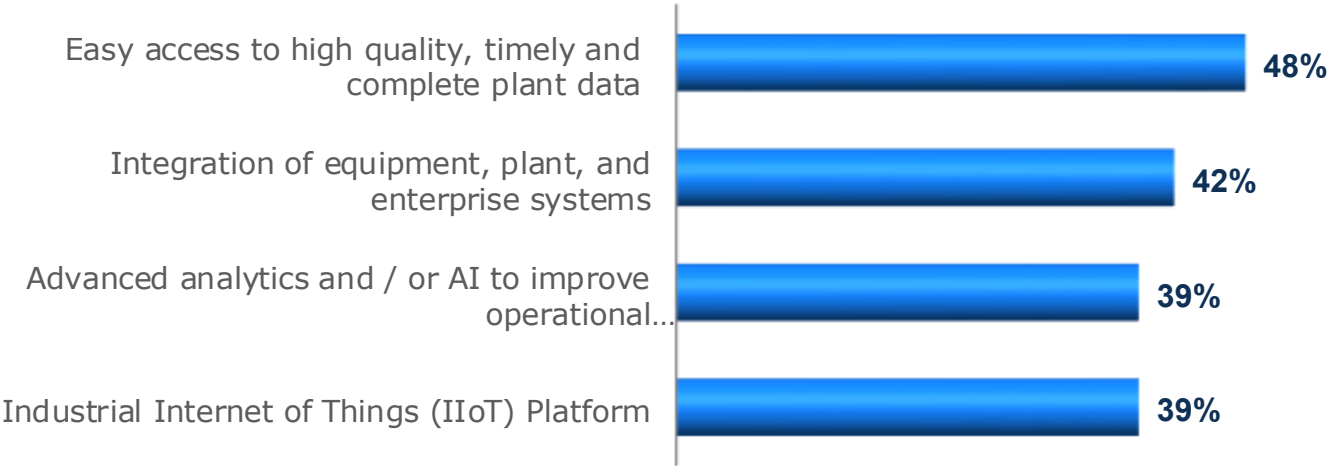 Easy access to high quality, timely and
complete plant data
48%
Integration of equipment, plant, and
enterprise systems
42%
Advanced analytics and / or AI to improve
operational...
39%
Industrial Internet of Things (IIoT) Platform
39%